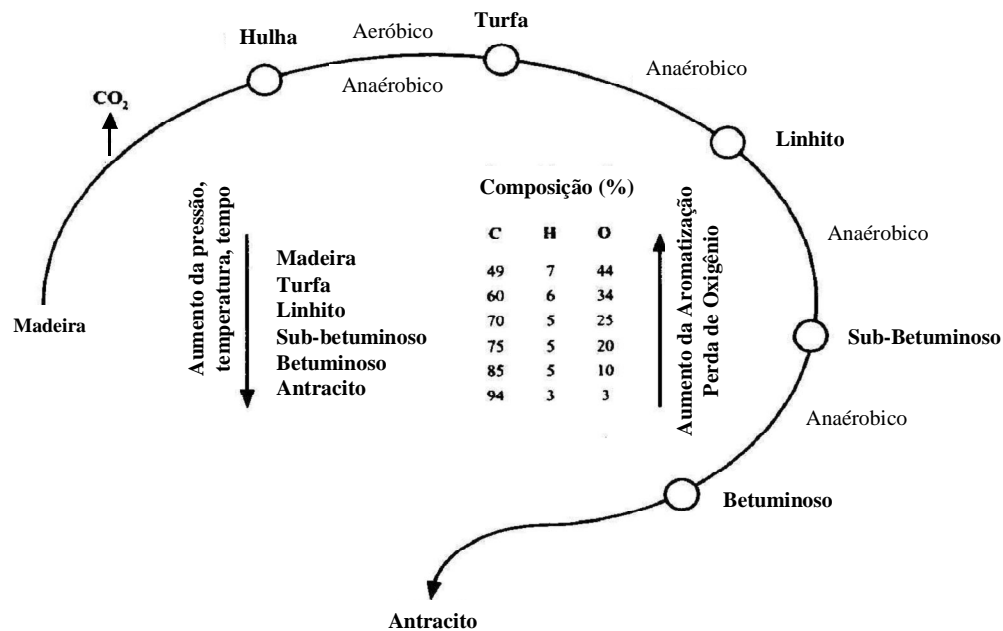 Turfa
Hulha
Aeróbico
Anaérobico
Anaérobico
CO₂
Linhito
Aumento da pressão,
temperatura, tempo
Composição (%)
C H O
Madeira 49 7 44
Turfa 60 6 34
Linhito 70 5 25
Sub-betuminoso 75 5 20
Betuminoso 85 5 10
Antracito 94 3 3
Aumento da Aromatização
Perda de Oxigênio
Anaérobico
Madeira
Sub-Betuminoso
Anaérobico
Betuminoso
Antracito